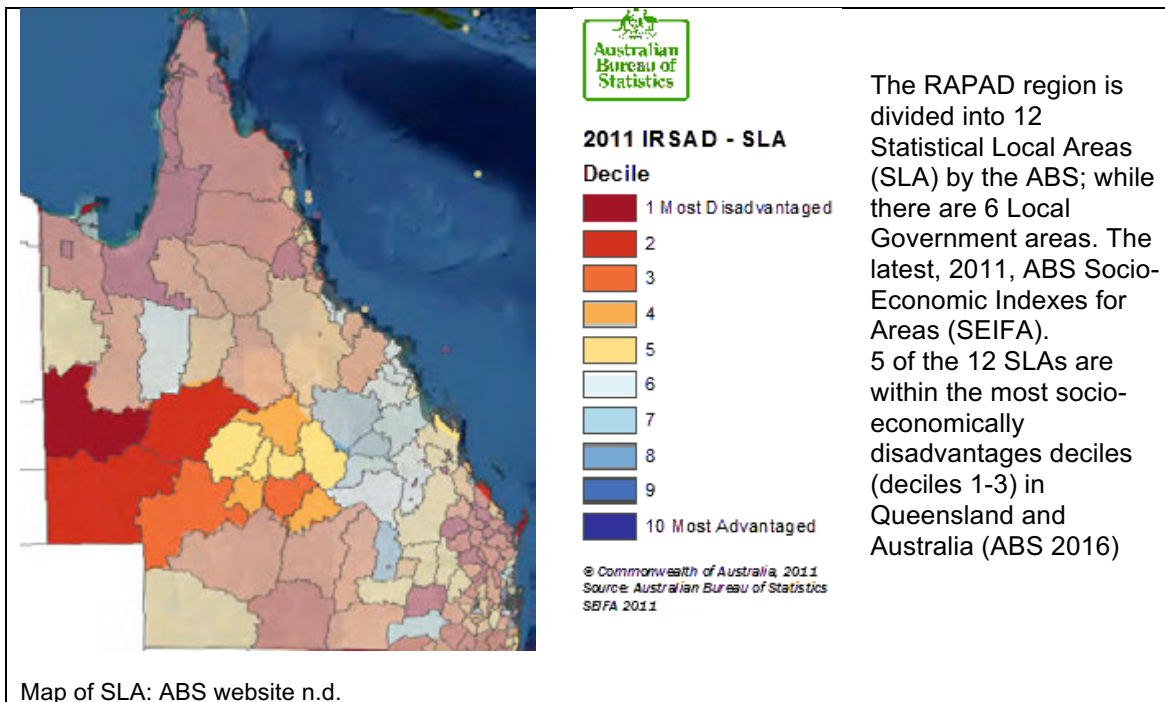 Australian
Bureau of
Statistics
2011 IRSAD - SLA
Decile
1 Most Disadvantaged
2
3
4
5
6
7
8
9
10 Most Advantaged
© Commonwealth of Australia, 2011
Source: Australian Bureau of Statistics
SEIFA 2011
The RAPAD region is
divided into 12
Statistical Local Areas
(SLA) by the ABS; while
there are 6 Local
Government areas. The
latest, 2011, ABS Socio-
Economic Indexes for
Areas (SEIFA).
5 of the 12 SLAs are
within the most socio-
economically
disadvantages deciles
(deciles 1-3) in
Queensland and
Australia (ABS 2016)
Map of SLA: ABS website n.d.